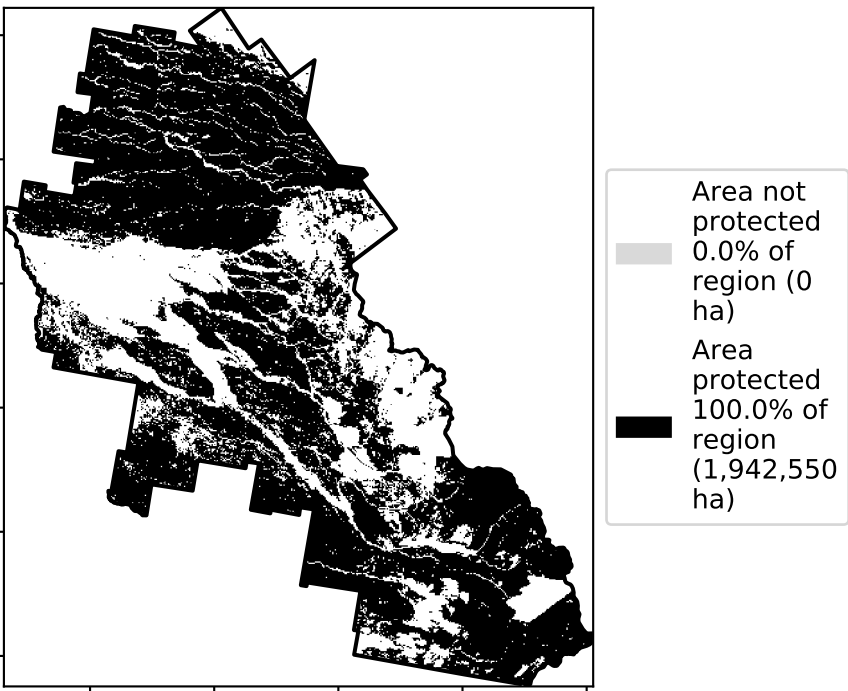 Area not
protected
0.0% of
region (0
ha)
Area
protected
100.0% of
region
(1,942,550
ha)